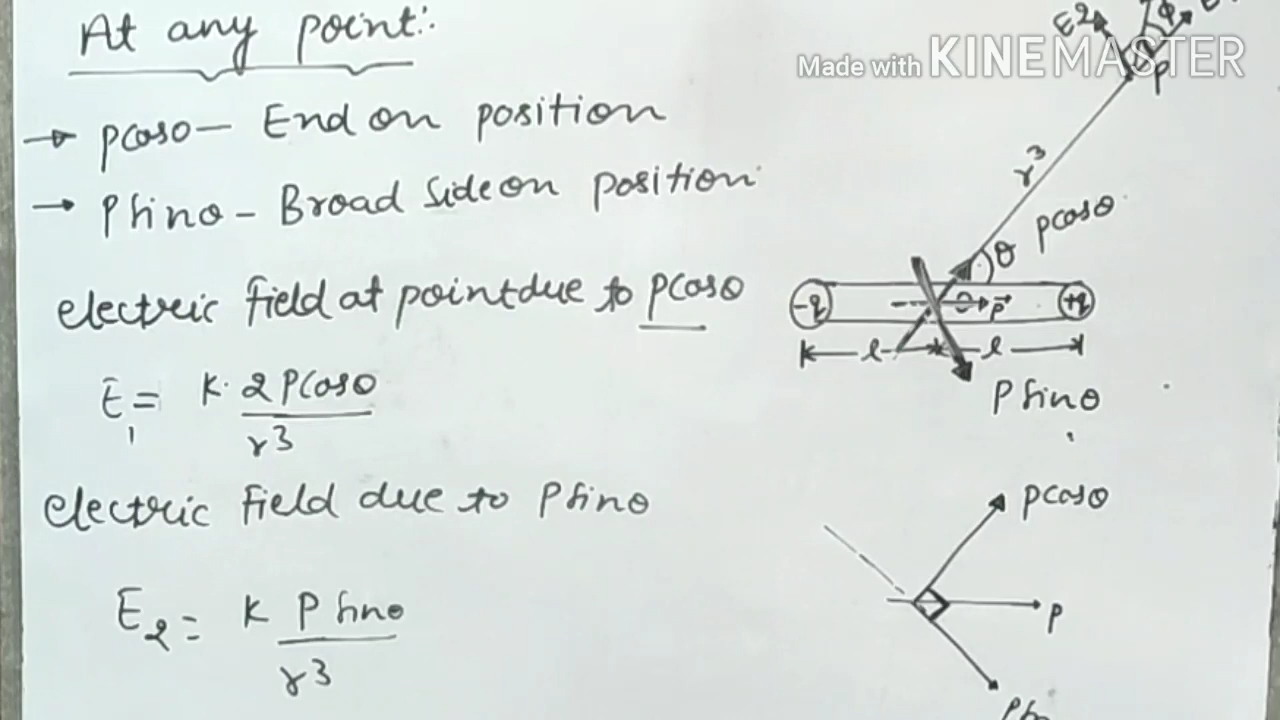 At any point:
Made with KINEMASTER
→ pcosθ — End on position
→ Psinθ — Broad side on position
electric field at point due to pcosθ
E₁ = K. 2pcosθ / r³
electric field due to Psinθ
E₂ = K Psinθ / r³
E2
φ
P
r³
pcosθ
θ
-q
O
p⃗
+q
l
l
Psinθ
pcosθ
P